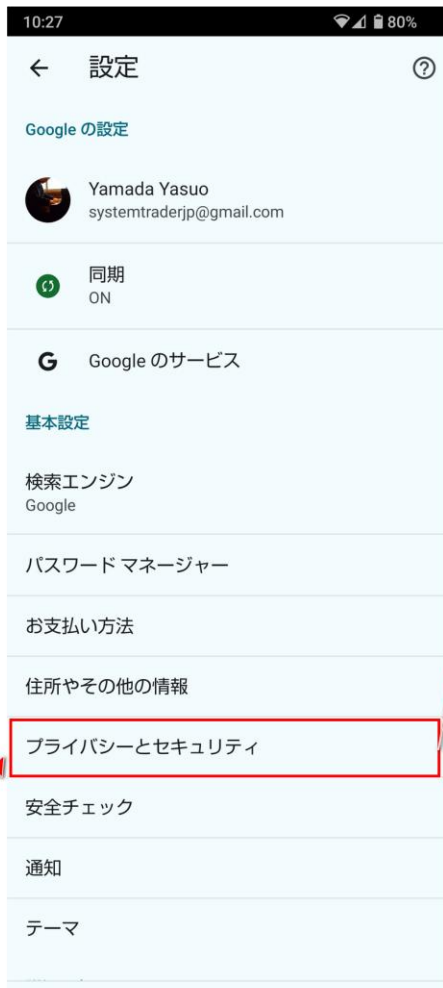 10:27 80%
設定
Google の設定
Yamada Yasuo
systemtraderjp@gmail.com
同期
ON
G Google のサービス
基本設定
検索エンジン
Google
パスワード マネージャー
お支払い方法
住所やその他の情報
プライバシーとセキュリティ
安全チェック
通知
テーマ